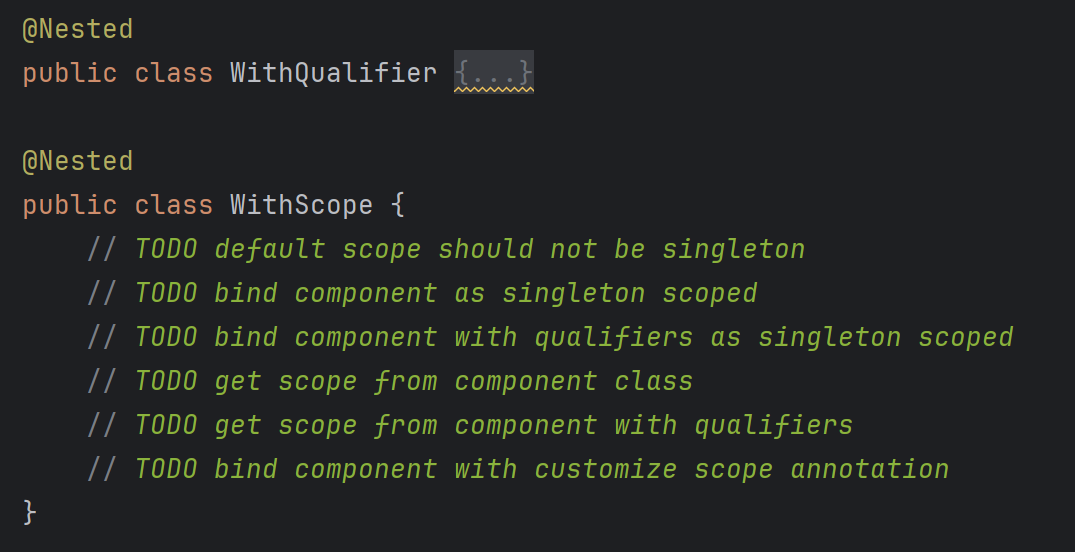 @Nested
public class WithQualifier {...}
@Nested
public class WithScope {
// TODO default scope should not be singleton
// TODO bind component as singleton scoped
// TODO bind component with qualifiers as singleton scoped
// TODO get scope from component class
// TODO get scope from component with qualifiers
// TODO bind component with customize scope annotation
}